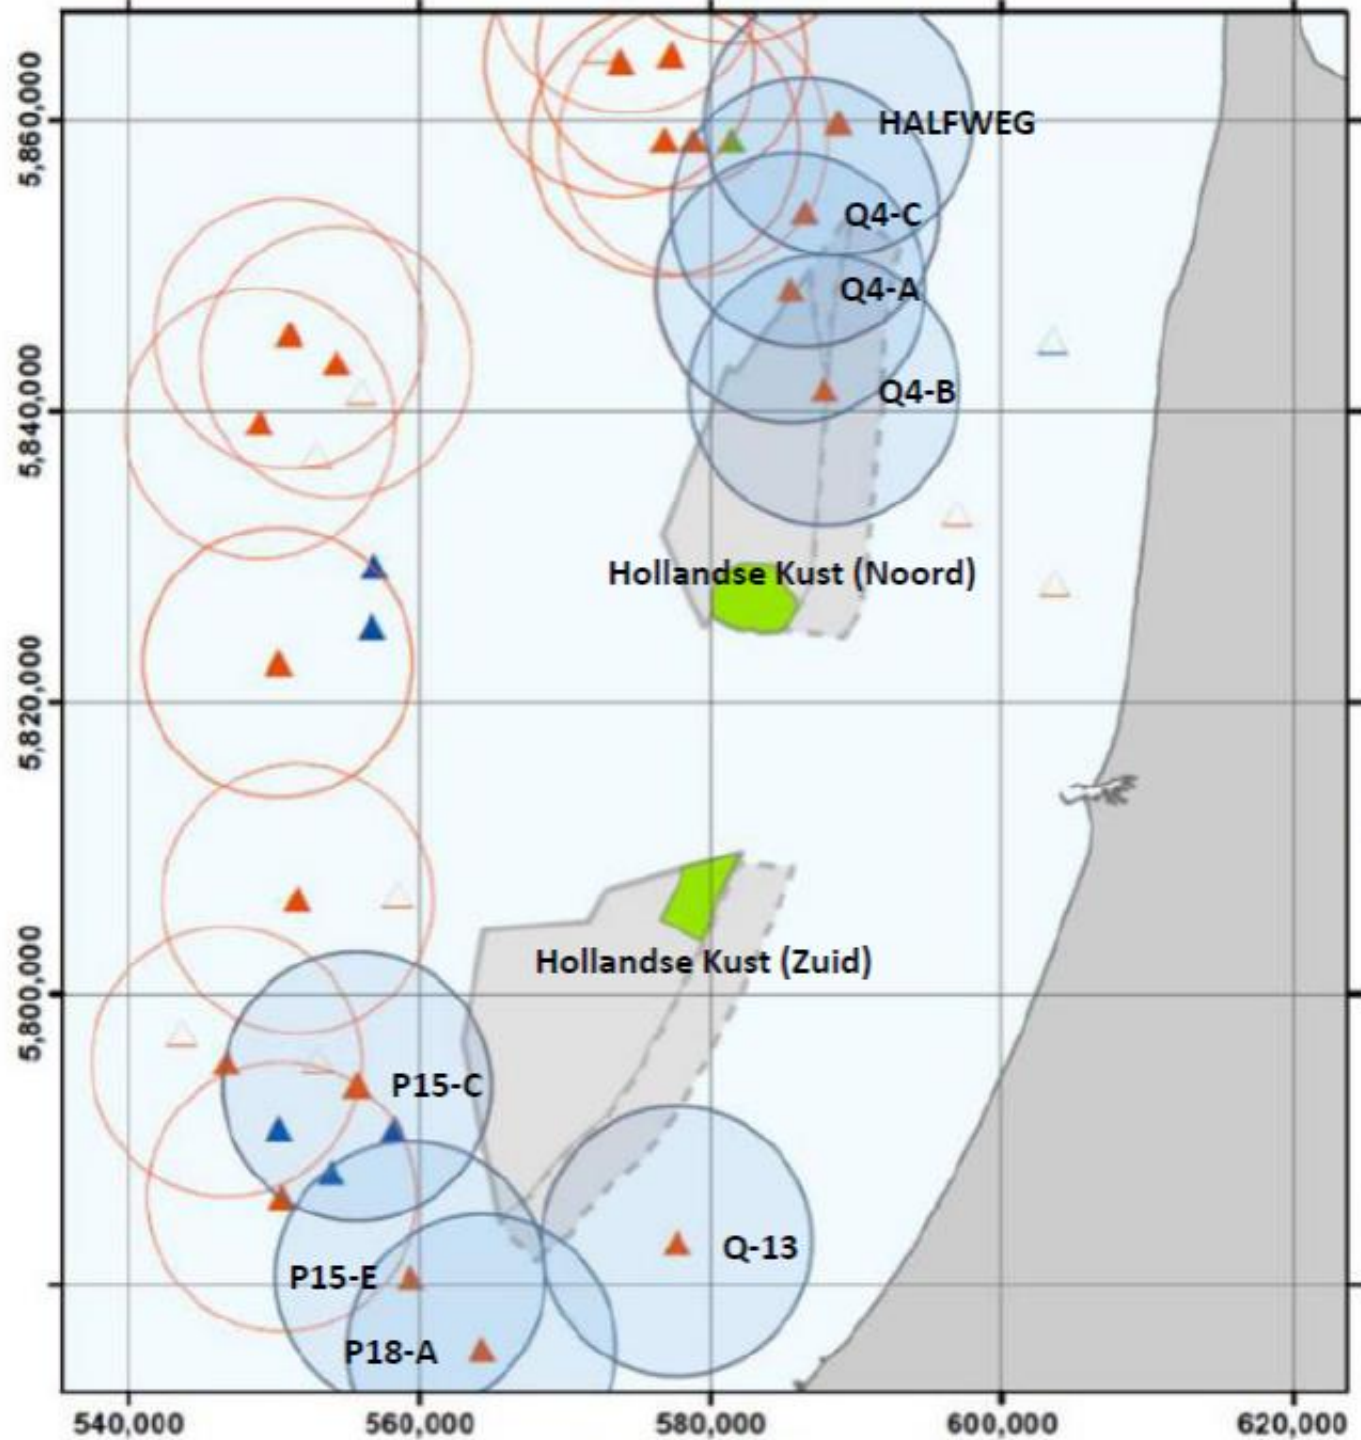 5,860,000
HALFWEG
Q4-C
Q4-A
5,840,000
Q4-B
Hollandse Kust (Noord)
5,820,000
Hollandse Kust (Zuid)
5,800,000
P15-C
Q-13
P15-E
P18-A
540,000 560,000 580,000 600,000 620,000